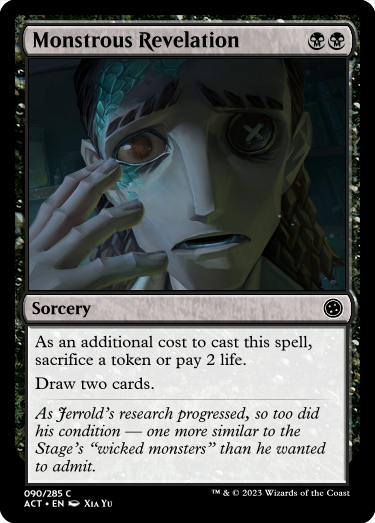 Monstrous Revelation
Sorcery
As an additional cost to cast this spell,
sacrifice a token or pay 2 life.
Draw two cards.
As Jerrold's research progressed, so too did
his condition — one more similar to the
Stage's “wicked monsters” than he wanted
to admit.
090/285 C
ACT • EN Xia Yu
™ & © 2023 Wizards of the Coast